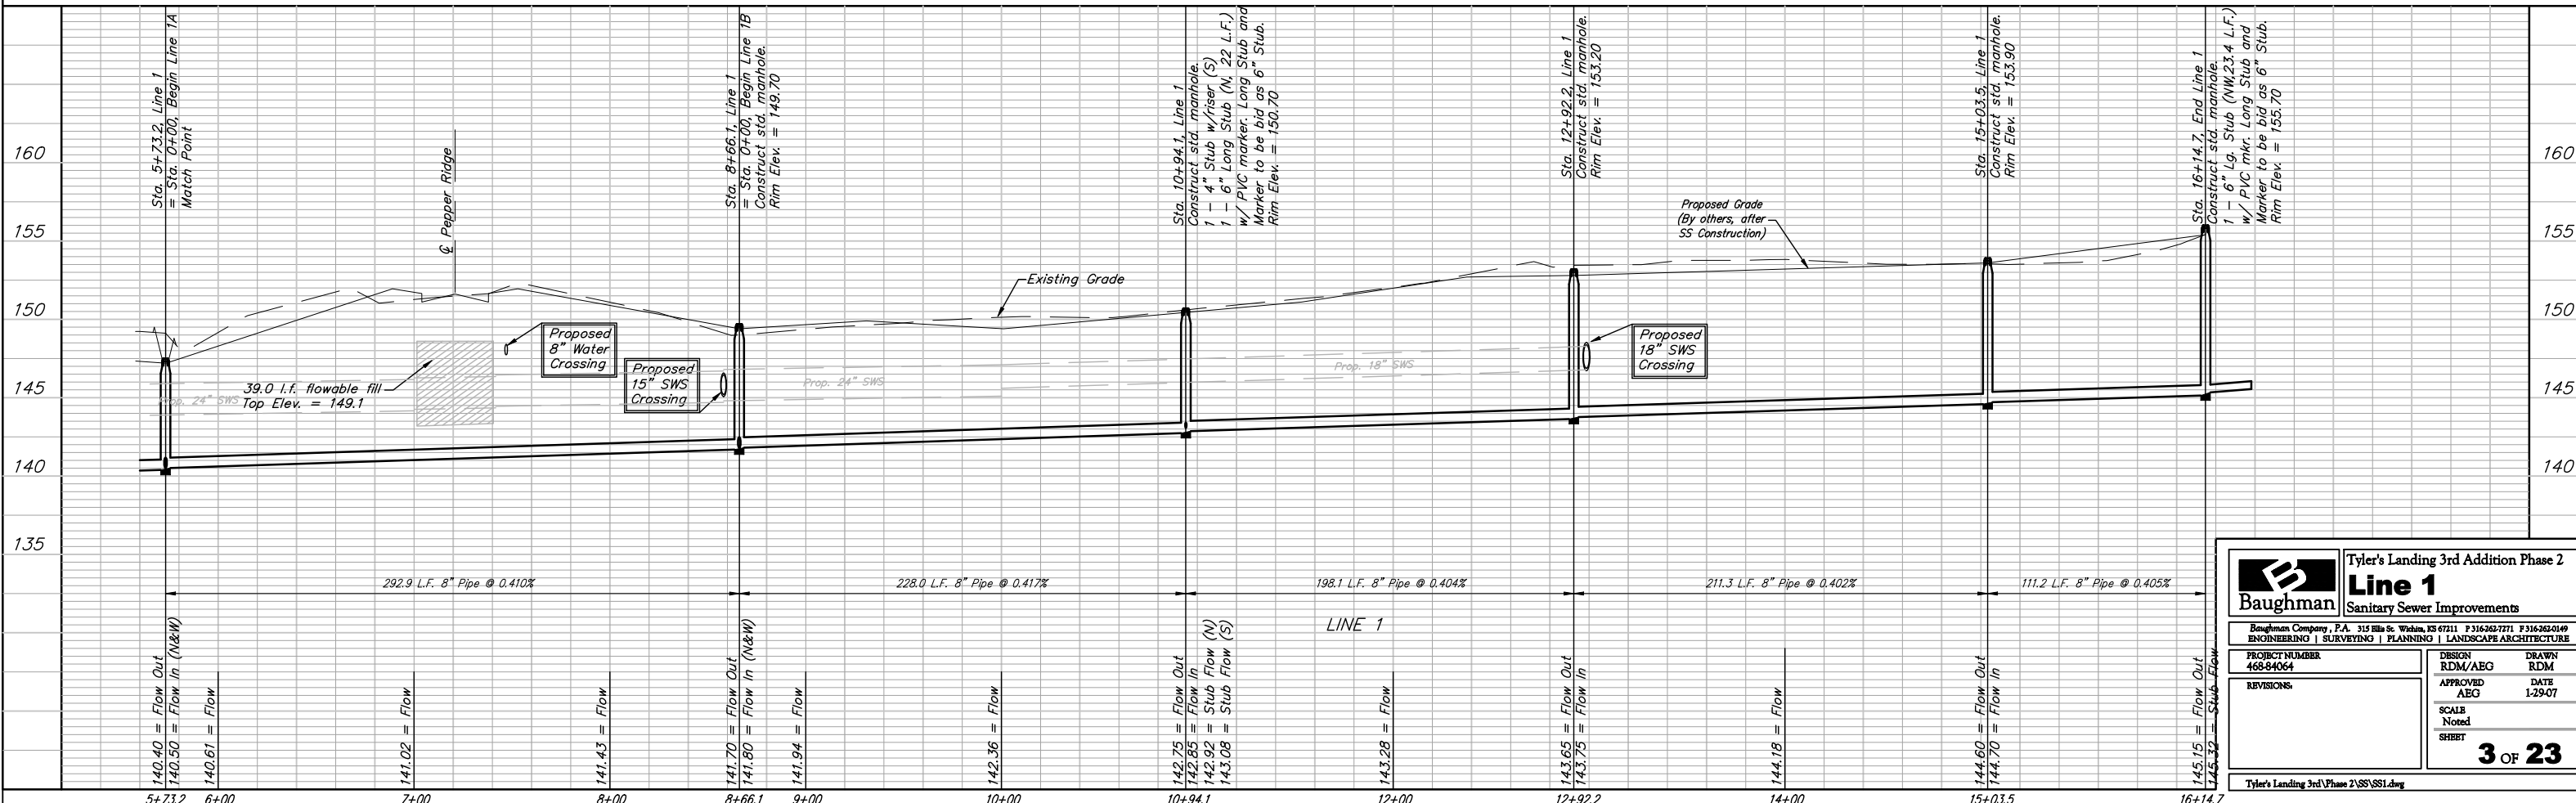 Sta. 5+73.2, Line 1
= Sta. 0+00, Begin Line 1A
Match Point
℄ Pepper Ridge
Sta. 8+66.1, Line 1
= Sta. 0+00, Begin Line 1B
Construct std. manhole.
Rim Elev. = 149.70
Sta. 10+94.1, Line 1
Construct std. manhole.
1 - 4" Stub w/riser (S)
1 - 6" Long Stub (N, 22 L.F.)
w/ PVC marker. Long Stub and
Marker to be bid as 6" Stub.
Rim Elev. = 150.70
Sta. 12+92.2, Line 1
Construct std. manhole.
Rim Elev. = 153.20
Sta. 15+03.5, Line 1
Construct std. manhole.
Rim Elev. = 153.90
Sta. 16+14.7, End Line 1
Construct std. manhole.
1 - 6" Lg. Stub (NW,23.4 L.F.)
w/ PVC mkr. Long Stub and
Marker to be bid as 6" Stub.
Rim Elev. = 155.70
160
155
150
145
140
135
160
155
150
145
140
Proposed Grade
(By others, after
SS Construction)
Existing Grade
Proposed
8" Water
Crossing
Proposed
15" SWS
Crossing
Proposed
18" SWS
Crossing
39.0 l.f. flowable fill
Top Elev. = 149.1
Prop. 24" SWS
Prop. 24" SWS
Prop. 18" SWS
292.9 L.F. 8" Pipe @ 0.410%
228.0 L.F. 8" Pipe @ 0.417%
198.1 L.F. 8" Pipe @ 0.404%
211.3 L.F. 8" Pipe @ 0.402%
111.2 L.F. 8" Pipe @ 0.405%
LINE 1
140.40 = Flow Out
140.50 = Flow In (N&W)
140.61 = Flow
141.02 = Flow
141.43 = Flow
141.70 = Flow Out
141.80 = Flow In (N&W)
141.94 = Flow
142.36 = Flow
142.75 = Flow Out
142.85 = Flow In
142.92 = Stub Flow (N)
143.08 = Stub Flow (S)
143.28 = Flow
143.65 = Flow Out
143.75 = Flow In
144.18 = Flow
144.60 = Flow Out
144.70 = Flow In
145.15 = Flow Out
145.32 = Stub Flow
5+73.2
6+00
7+00
8+00
8+66.1
9+00
10+00
10+94.1
12+00
12+92.2
14+00
15+03.5
16+14.7
Baughman
Tyler's Landing 3rd Addition Phase 2
Line 1
Sanitary Sewer Improvements
Baughman Company, P.A. 315 Ellis St. Wichita, KS 67211 P 316-262-7271 F 316-262-0149
ENGINEERING | SURVEYING | PLANNING | LANDSCAPE ARCHITECTURE
PROJECT NUMBER
468-84064
REVISIONS:
DESIGN
RDM/AEG
DRAWN
RDM
APPROVED
AEG
DATE
1-29-07
SCALE
Noted
SHEET
3 OF 23
Tyler's Landing 3rd\Phase 2\SS\SS1.dwg